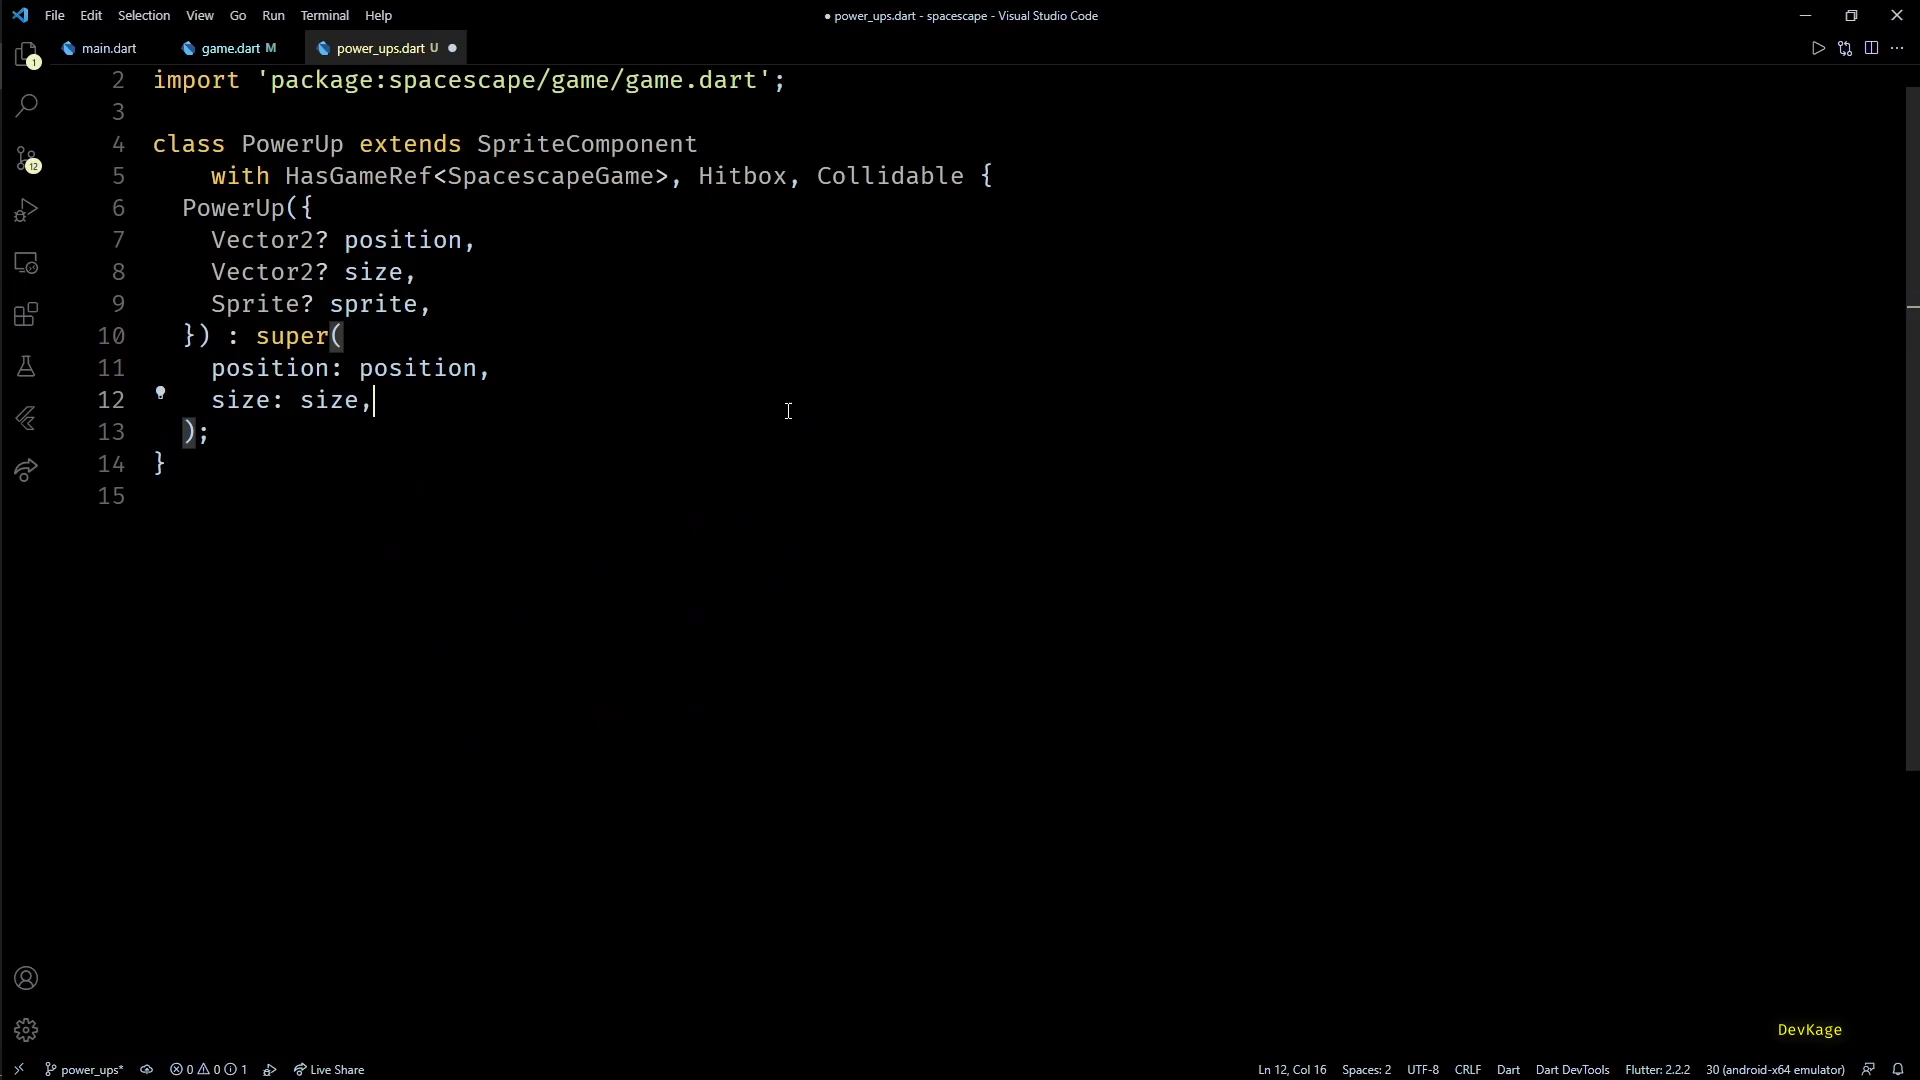 File Edit Selection View Go Run Terminal Help
● power_ups.dart - spacescape - Visual Studio Code
main.dart
game.dart M
power_ups.dart U
1
12
2 import 'package:spacescape/game/game.dart';
3
4 class PowerUp extends SpriteComponent
5 with HasGameRef<SpacescapeGame>, Hitbox, Collidable {
6 PowerUp({
7 Vector2? position,
8 Vector2? size,
9 Sprite? sprite,
10 }) : super(
11 position: position,
12 size: size,
13 );
14 }
15
DevKage
power_ups* 0 0 1 Live Share
Ln 12, Col 16 Spaces: 2 UTF-8 CRLF Dart Dart DevTools Flutter: 2.2.2 30 (android-x64 emulator)